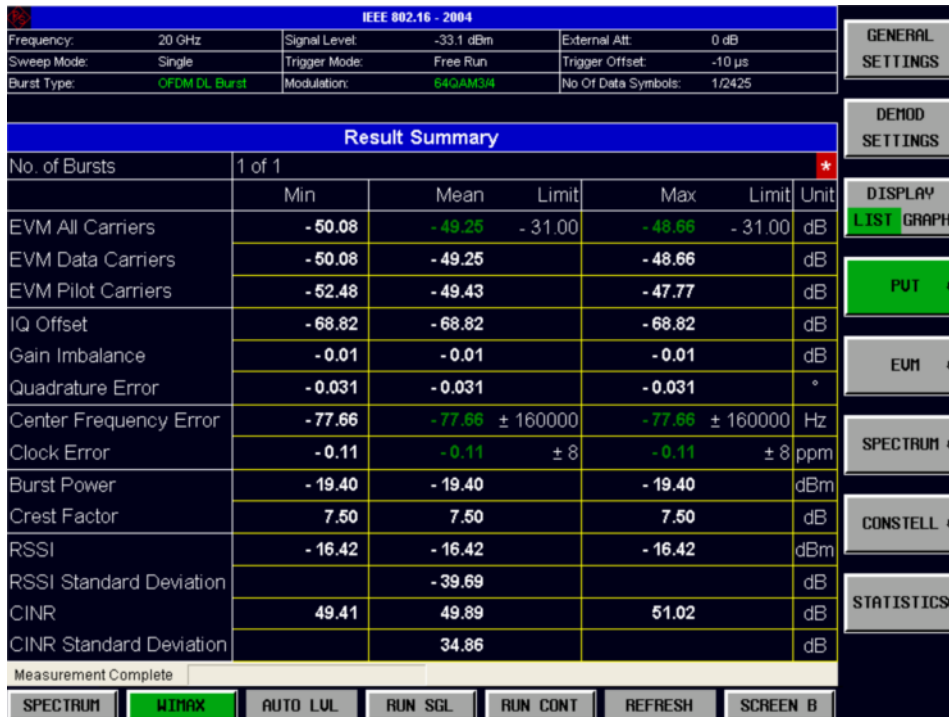 IEEE 802.16 - 2004
Frequency: 20 GHz Signal Level: -33.1 dBm External Att: 0 dB
Sweep Mode: Single Trigger Mode: Free Run Trigger Offset: -10 µs
Burst Type: OFDM DL Burst Modulation: 64QAM3/4 No Of Data Symbols: 1/2425
Result Summary
No. of Bursts 1 of 1 *
Min Mean Limit Max Limit Unit
EVM All Carriers - 50.08 - 49.25 - 31.00 - 48.66 - 31.00 dB
EVM Data Carriers - 50.08 - 49.25 - 48.66 dB
EVM Pilot Carriers - 52.48 - 49.43 - 47.77 dB
IQ Offset - 68.82 - 68.82 - 68.82 dB
Gain Imbalance - 0.01 - 0.01 - 0.01 dB
Quadrature Error - 0.031 - 0.031 - 0.031 °
Center Frequency Error - 77.66 - 77.66 ± 160000 - 77.66 ± 160000 Hz
Clock Error - 0.11 - 0.11 ± 8 - 0.11 ± 8 ppm
Burst Power - 19.40 - 19.40 - 19.40 dBm
Crest Factor 7.50 7.50 7.50 dB
RSSI - 16.42 - 16.42 - 16.42 dBm
RSSI Standard Deviation - 39.69 dB
CINR 49.41 49.89 51.02 dB
CINR Standard Deviation 34.86 dB
Measurement Complete
SPECTRUM WIMAX AUTO LVL RUN SGL RUN CONT REFRESH SCREEN B
GENERAL
SETTINGS
DEMOD
SETTINGS
DISPLAY
LIST GRAPH
PVT
EVM
SPECTRUM
CONSTELL
STATISTICS